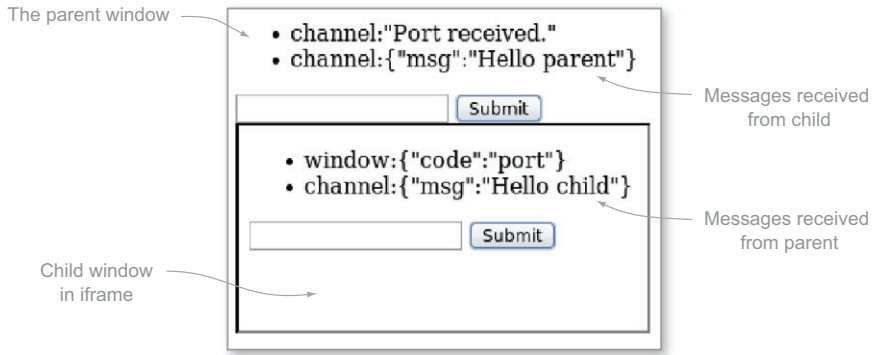 The parent window
• channel:"Port received."
• channel:{"msg":"Hello parent"}
Submit
Messages received
from child
• window:{"code":"port"}
• channel:{"msg":"Hello child"}
Submit
Messages received
from parent
Child window
in iframe